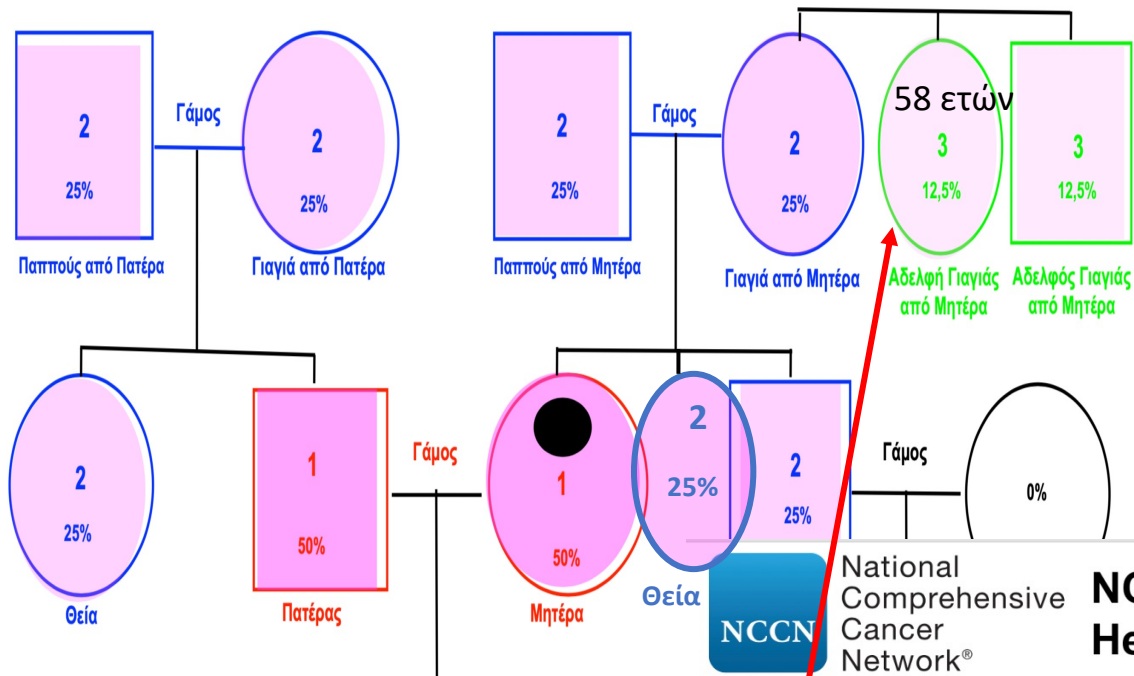 58 ετών
Γάμος
Γάμος
2
2
2
2
3
3
25%
25%
25%
25%
12,5%
12,5%
Παππούς από Πατέρα
Γιαγιά από Πατέρα
Παππούς από Μητέρα
Γιαγιά από Μητέρα
Αδελφή Γιαγιάς
από Μητέρα
Αδελφός Γιαγιάς
από Μητέρα
2
1
Γάμος
1
2
2
Γάμος
25%
50%
50%
25%
25%
0%
Θεία
Πατέρας
Μητέρα
Θεία
NCCN
National
Comprehensive
Cancer
Network®